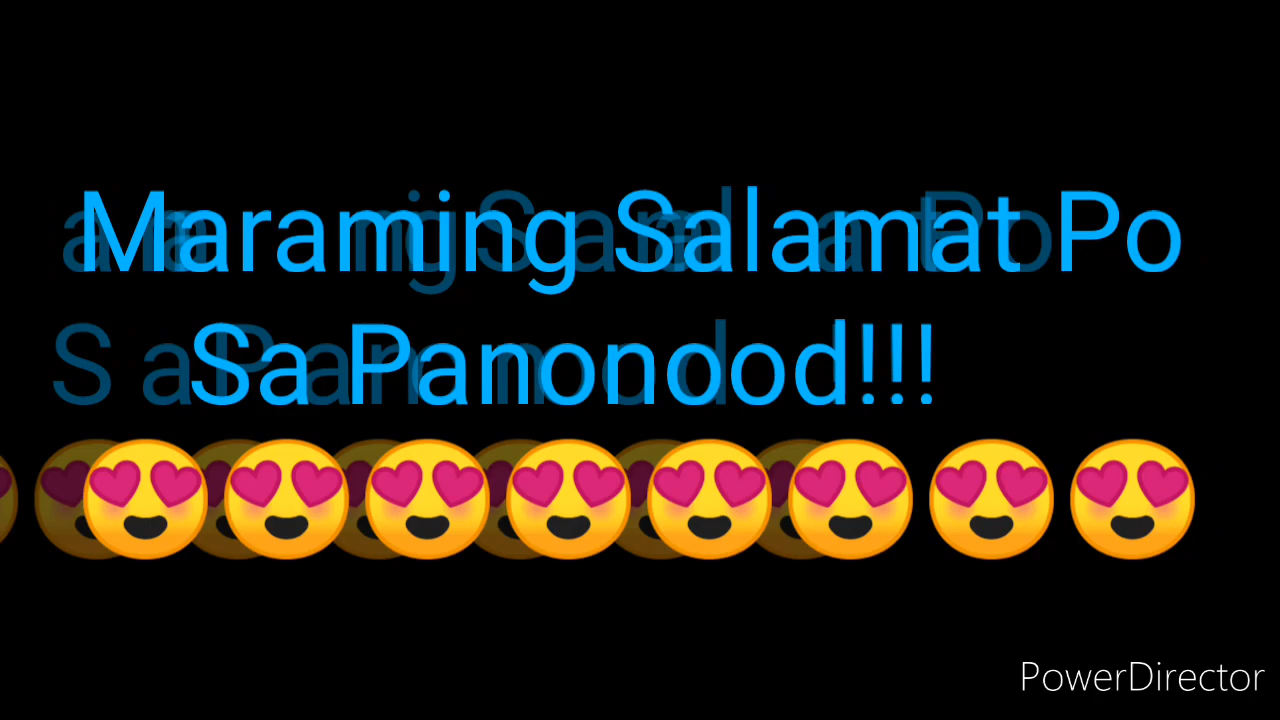 Maraming Salamat Po
Sa Panonood!!!
😍😍😍😍😍😍😍😍
PowerDirector